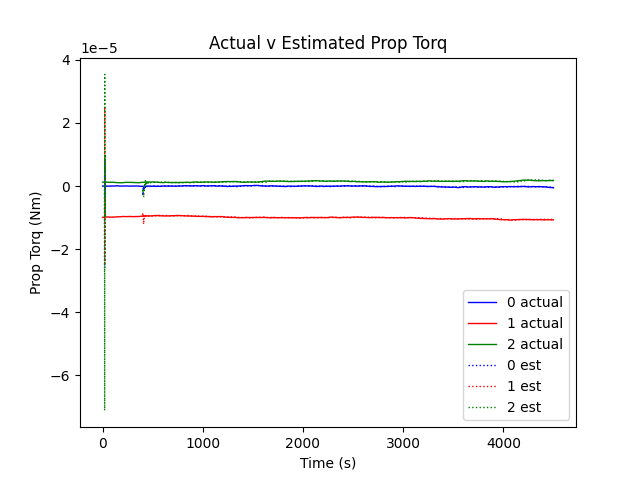 Actual v Estimated Prop Torq
1e−5
4
2
0
−2
−4
−6
Prop Torq (Nm)
0 1000 2000 3000 4000
Time (s)
0 actual
1 actual
2 actual
0 est
1 est
2 est